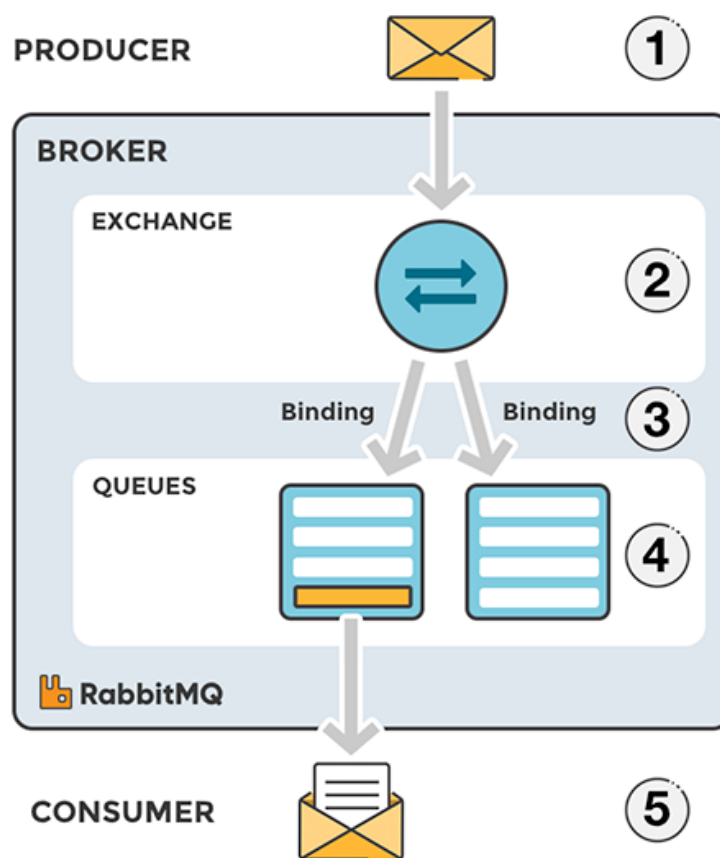 PRODUCER
1
BROKER
EXCHANGE
2
Binding Binding
3
QUEUES
4
RabbitMQ
CONSUMER
5